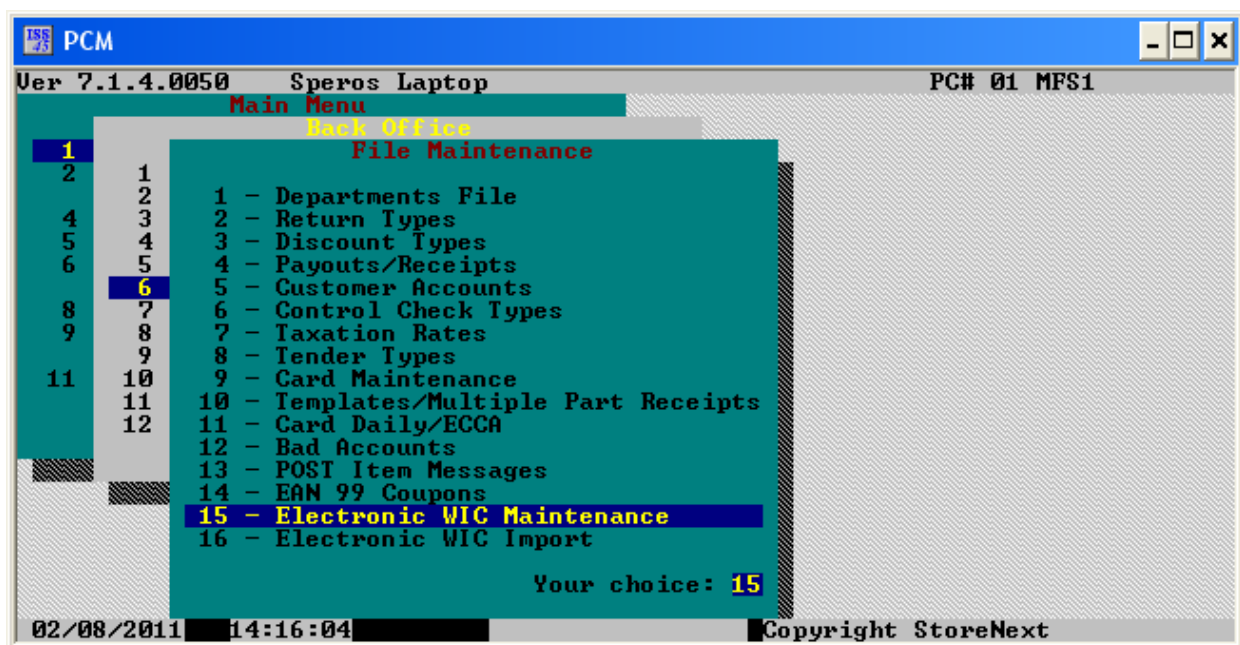 ISS 45 PCM
Ver 7.1.4.0050 Speros Laptop PC# 01 MFS1
Main Menu
Back Office
1 File Maintenance
2 1
2 1 - Departments File
4 3 2 - Return Types
5 4 3 - Discount Types
6 5 4 - Payouts/Receipts
6 5 - Customer Accounts
8 7 6 - Control Check Types
9 8 7 - Taxation Rates
9 8 - Tender Types
11 10 9 - Card Maintenance
11 10 - Templates/Multiple Part Receipts
12 11 - Card Daily/ECCA
12 - Bad Accounts
13 - POST Item Messages
14 - EAN 99 Coupons
15 - Electronic WIC Maintenance
16 - Electronic WIC Import
Your choice: 15
02/08/2011 14:16:04 Copyright StoreNext